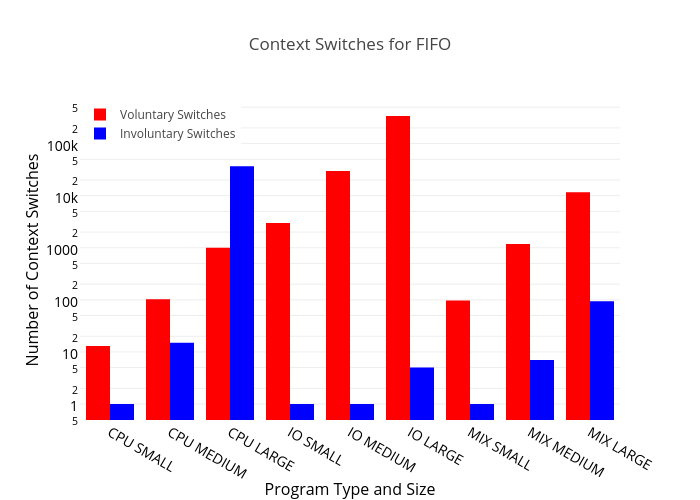 Context Switches for FIFO
Voluntary Switches
Involuntary Switches
Number of Context Switches
5
2
100k
5
2
10k
5
2
1000
5
2
100
5
2
10
5
2
1
5
CPU SMALL
CPU MEDIUM
CPU LARGE
IO SMALL
IO MEDIUM
IO LARGE
MIX SMALL
MIX MEDIUM
MIX LARGE
Program Type and Size